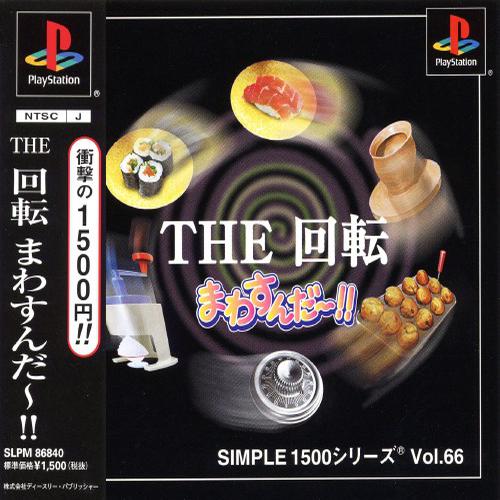 PlayStation
®
NTSC J
THE 回転 まわすんだ〜!!
衝撃の1500円!!
SLPM 86840
標準価格¥1,500(税抜)
株式会社ディースリー・パブリッシャー
PlayStation
®
THE 回転
まわすんだ〜!!
SIMPLE 1500シリーズ® Vol.66